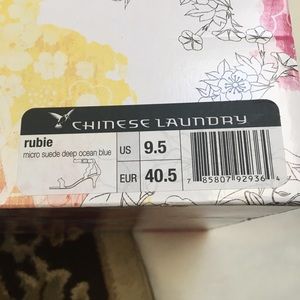 CHINESE LAUNDRY
rubie
micro suede deep ocean blue
US 9.5
EUR 40.5
7 85807 92936 4